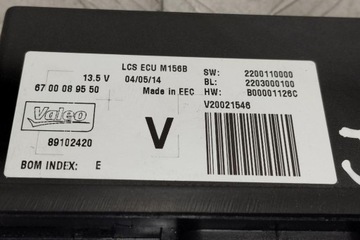 LCS ECU M156B
SW: 2200110000
13.5 V 04/05/14 BL: 2203000100
67 00 08 95 50 Made in EEC HW: B00001126C
V20021546
Valeo
V
89102420
BOM INDEX: E